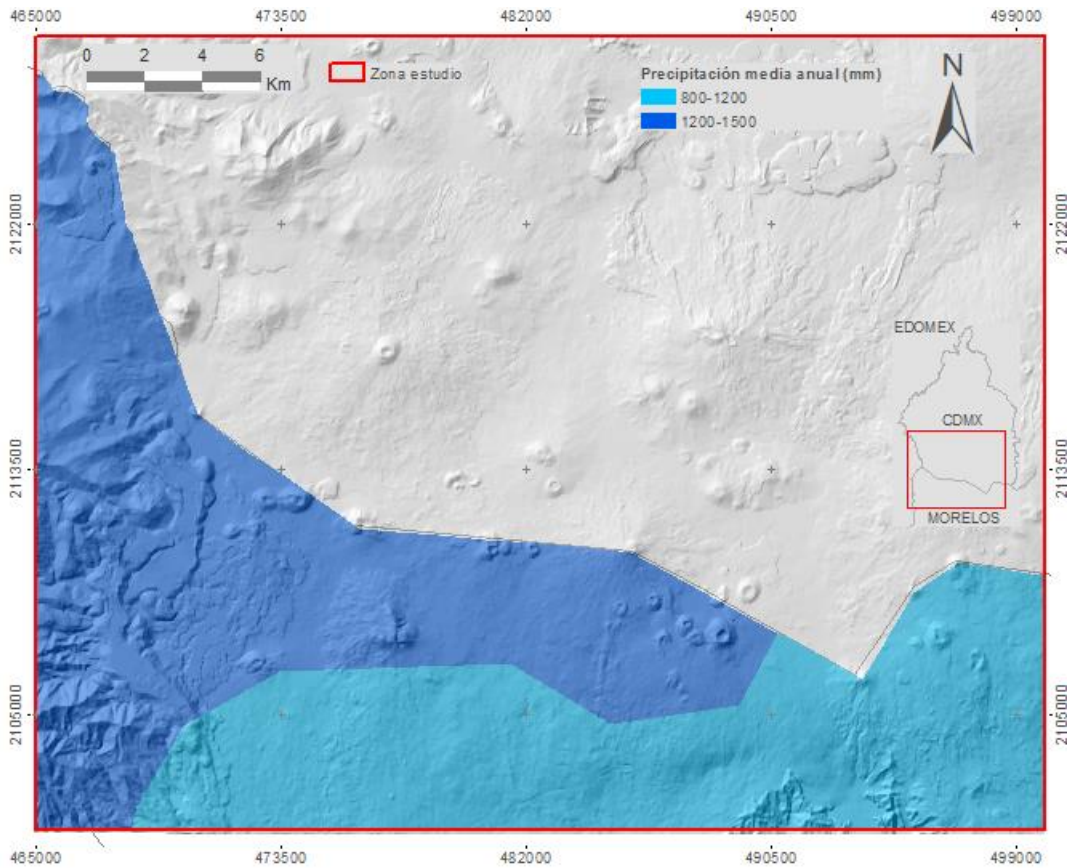 465000 473500 482000 490500 499000
0 2 4 6
Km
Zona estudio
Precipitación media anual (mm)
800-1200
1200-1500
N
2122000 2122000
EDOMEX
CDMX
2113500 2113500
MORELOS
2105000 2105000
465000 473500 482000 490500 499000